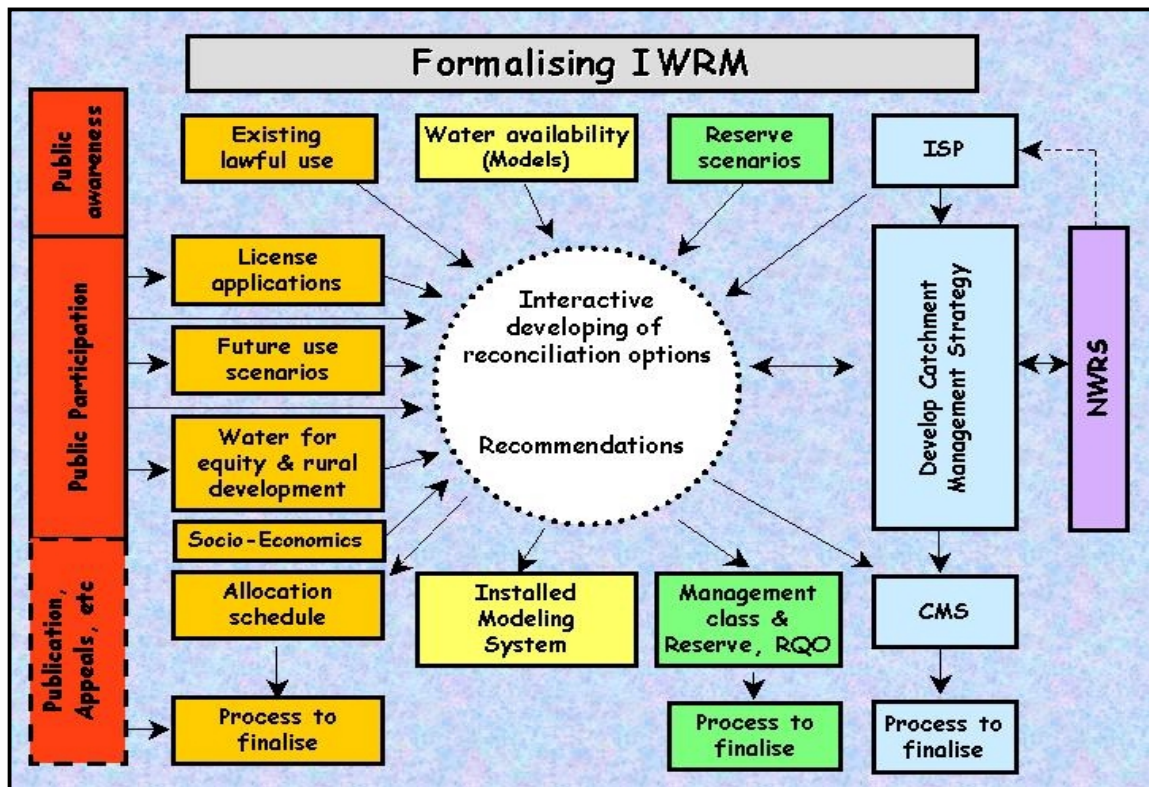 Formalising IWRM
Public
awareness
Public Participation
Publication,
Appeals, etc
Existing
lawful use
Water availability
(Models)
Reserve
scenarios
ISP
License
applications
Future use
scenarios
Water for
equity & rural
development
Socio-Economics
Interactive
developing of
reconciliation options
Recommendations
Develop Catchment
Management Strategy
NWRS
Allocation
schedule
Installed
Modeling
System
Management
class &
Reserve, RQO
CMS
Process to
finalise
Process to
finalise
Process to
finalise